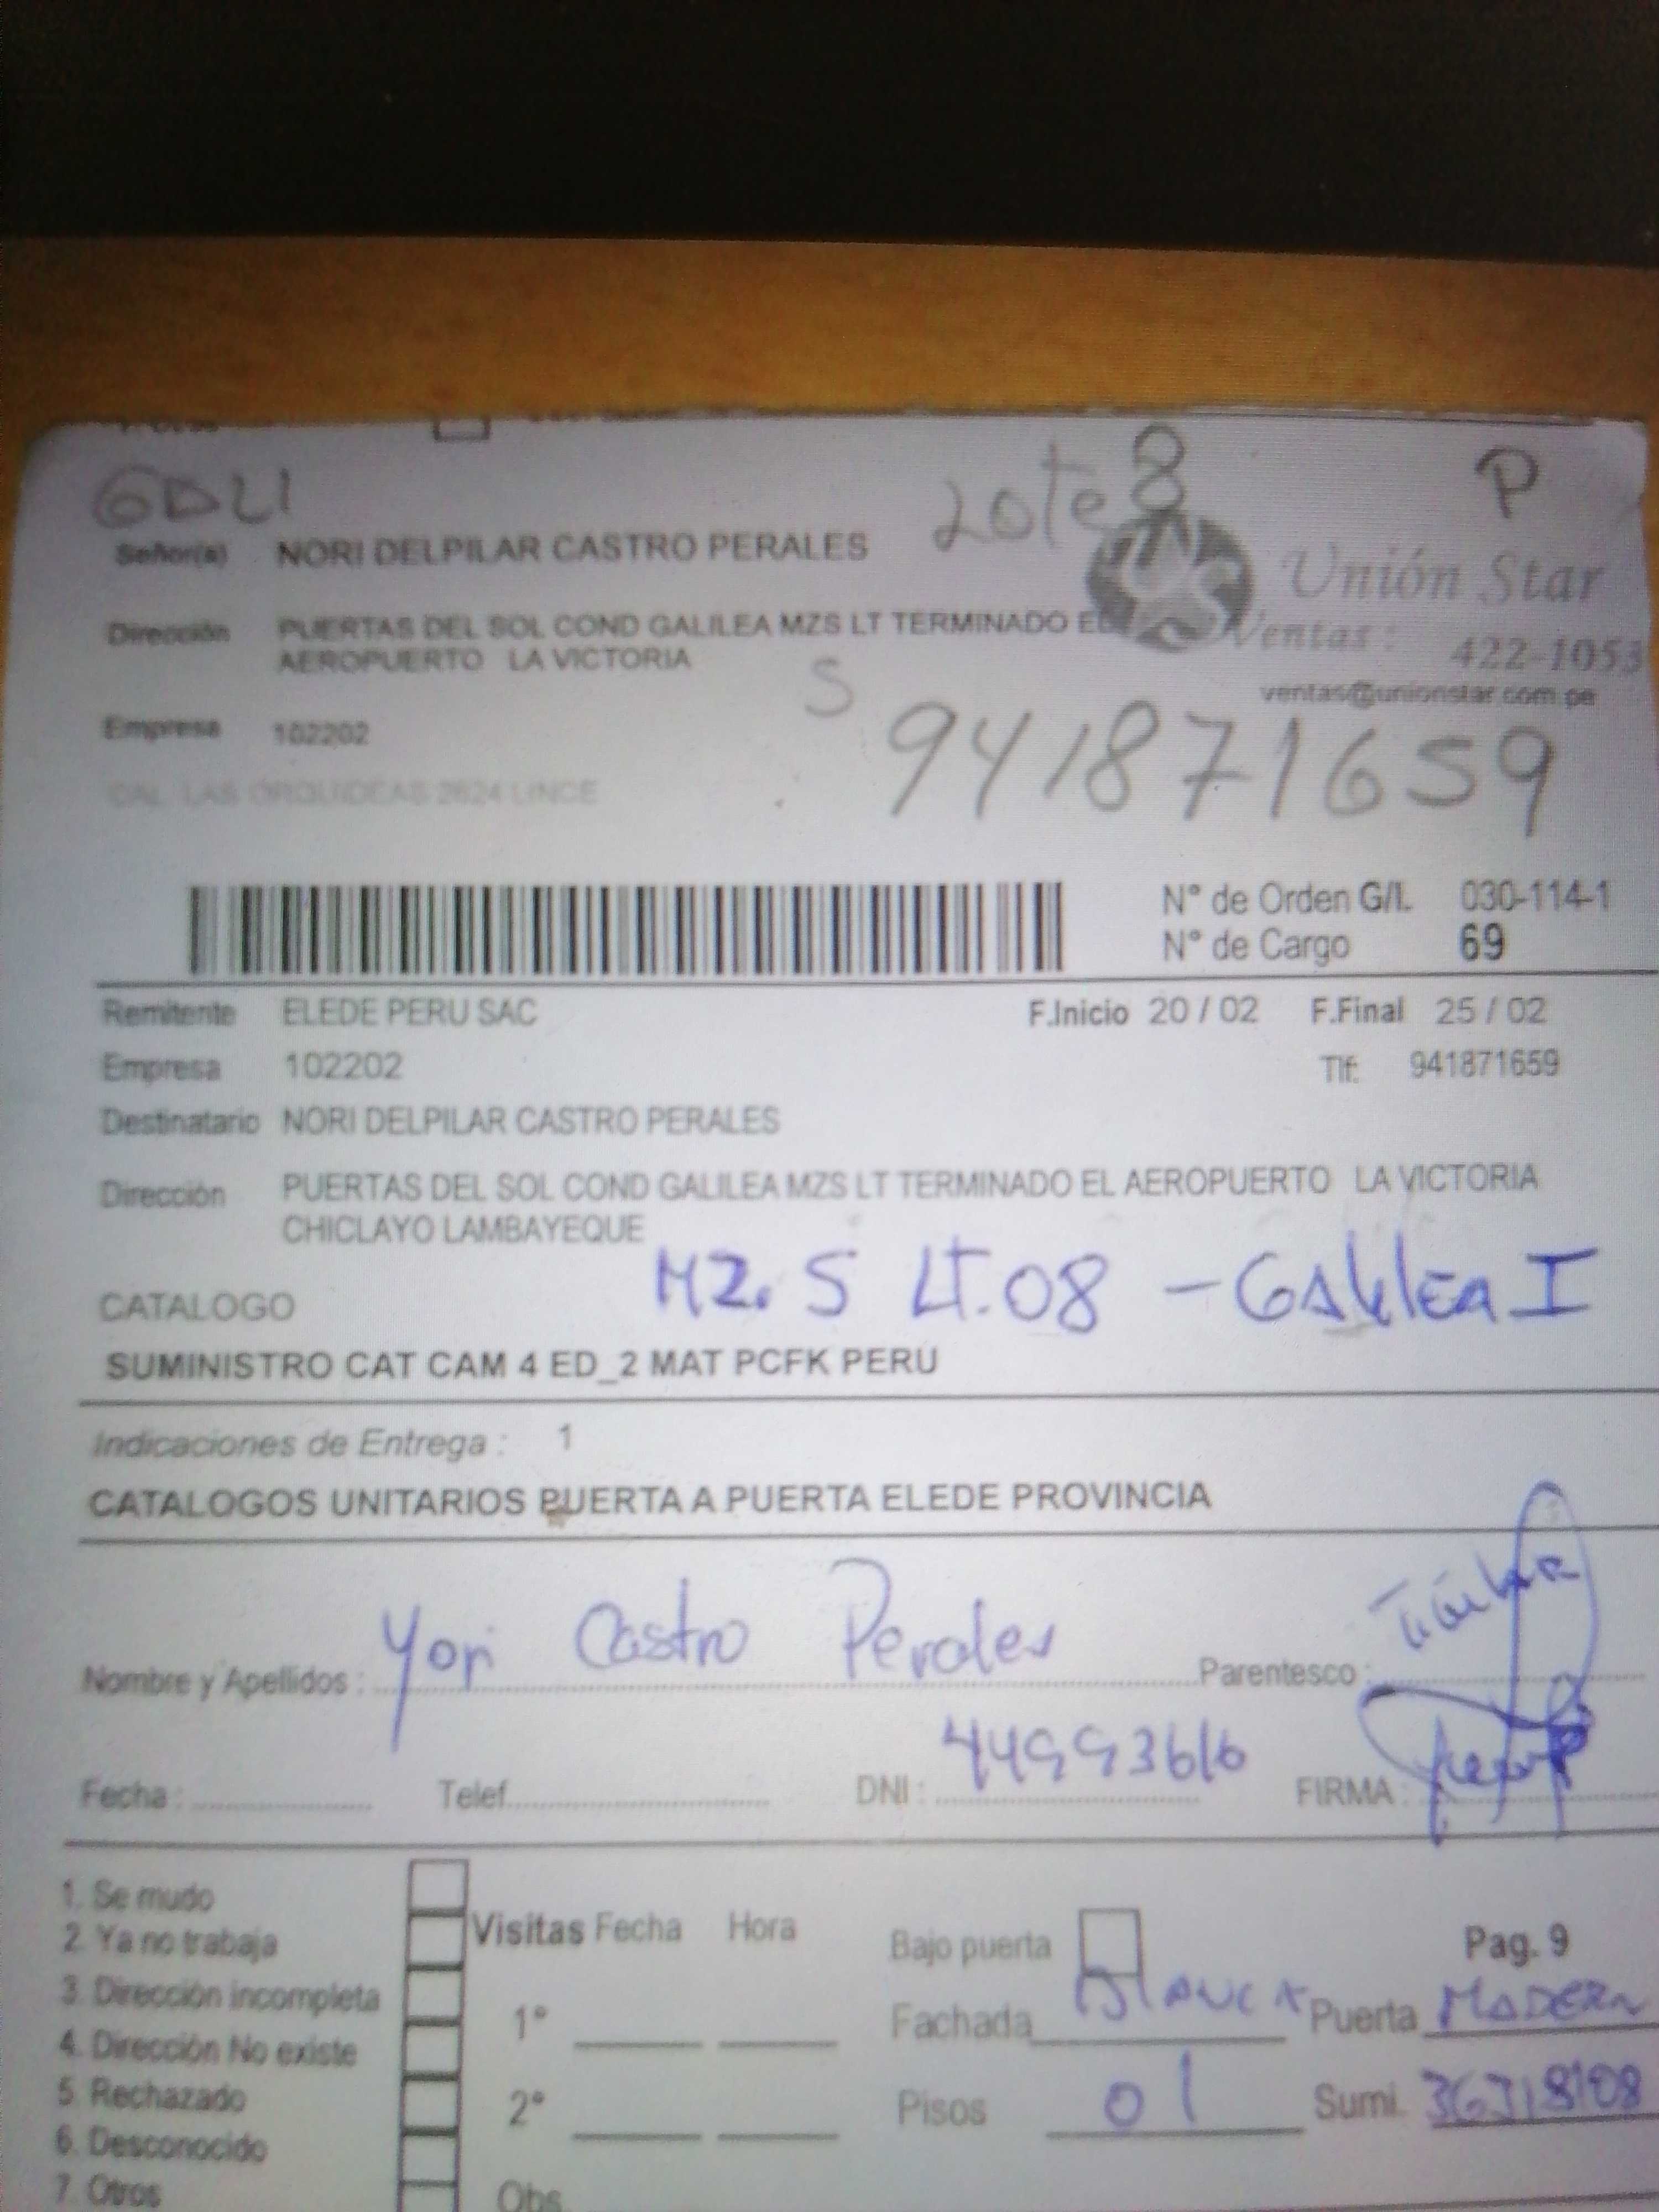 GDLI
Lote 8
P
Señor(a) NORI DELPILAR CASTRO PERALES
Unión Star
Dirección PUERTAS DEL SOL COND GALILEA MZS LT TERMINADO EL
AEROPUERTO LA VICTORIA
Ventas: 422-1053
ventas@unionstar.com.pe
S
Empresa 102202
941871659
CAL LAS ORQUIDEAS 2624 LINCE
N° de Orden G/I. 030-114-1
N° de Cargo 69
Remitente ELEDE PERU SAC F.Inicio 20 / 02 F.Final 25 / 02
Empresa 102202 Tlf: 941871659
Destinatario NORI DELPILAR CASTRO PERALES
Dirección PUERTAS DEL SOL COND GALILEA MZS LT TERMINADO EL AEROPUERTO LA VICTORIA
CHICLAYO LAMBAYEQUE
MZ. S LT. 08 - GALILEA I
CATALOGO
SUMINISTRO CAT CAM 4 ED_2 MAT PCFK PERU
Indicaciones de Entrega : 1
CATALOGOS UNITARIOS PUERTA A PUERTA ELEDE PROVINCIA
Nombre y Apellidos : Yori Castro Perales Parentesco :
Fecha : Telef. DNI : 44993616 FIRMA :
1. Se mudo
2. Ya no trabaja
3. Dirección incompleta
4. Dirección No existe
5. Rechazado
6. Desconocido
7. Otros
Visitas Fecha Hora
1°
2°
Obs.
Bajo puerta Pag. 9
Fachada BLANCA Puerta MADERA
Pisos 01 Sumi. 36318108